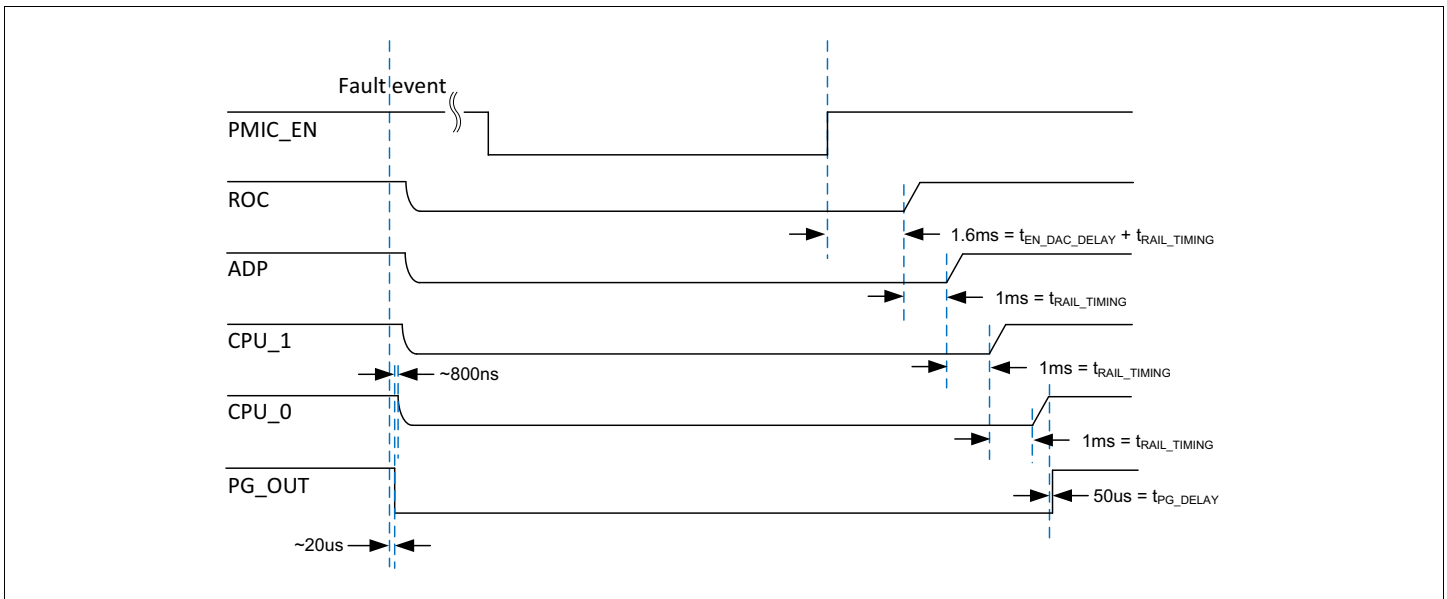 Fault event
PMIC_EN
ROC
1.6ms = tEN_DAC_DELAY + tRAIL_TIMING
ADP
1ms = tRAIL_TIMING
CPU_1
1ms = tRAIL_TIMING
~800ns
CPU_0
1ms = tRAIL_TIMING
PG_OUT
50us = tPG_DELAY
~20us